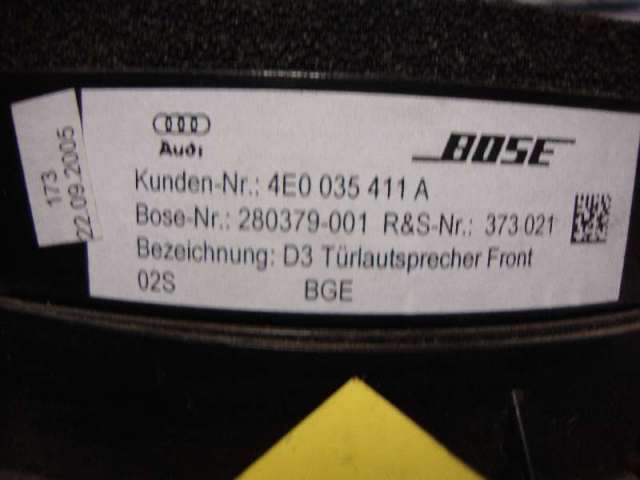 173
22.09.2005
Audi
BOSE
Kunden-Nr.: 4E0 035 411 A
Bose-Nr.: 280379-001 R&S-Nr.: 373 021
Bezeichnung: D3 Türlautsprecher Front
02S BGE